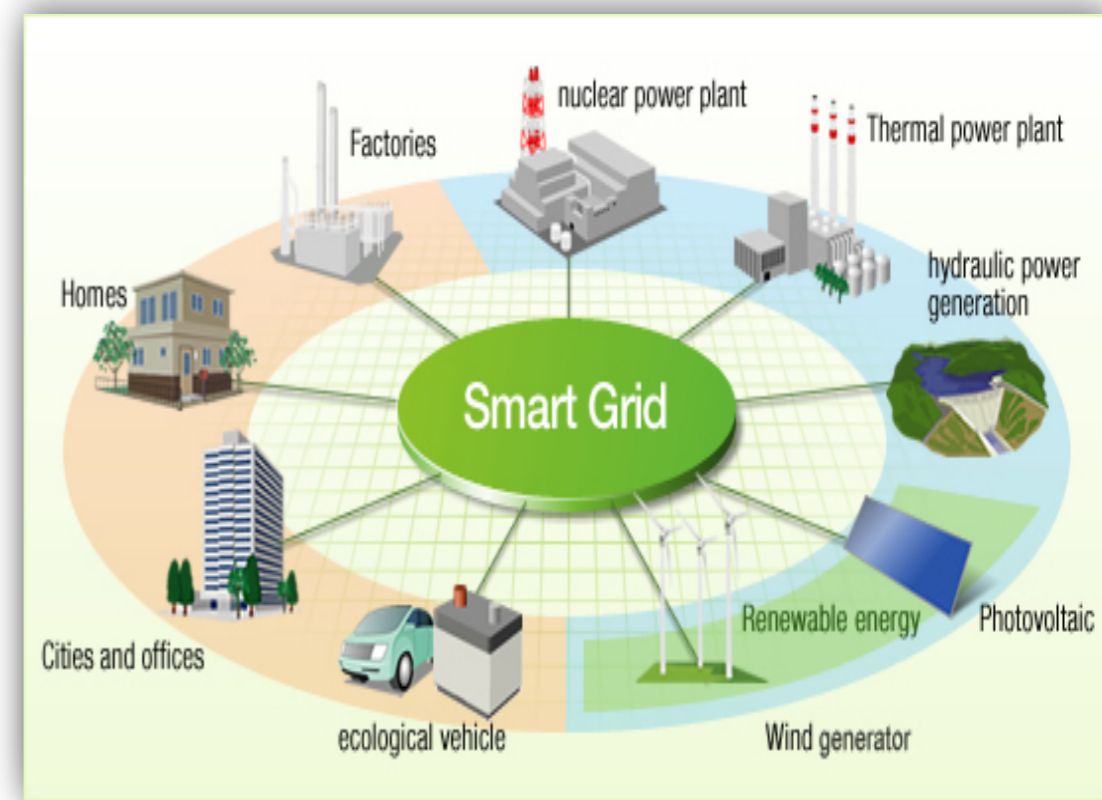 nuclear power plant
Thermal power plant
Factories
hydraulic power
generation
Homes
Smart Grid
Renewable energy
Photovoltaic
Cities and offices
ecological vehicle
Wind generator